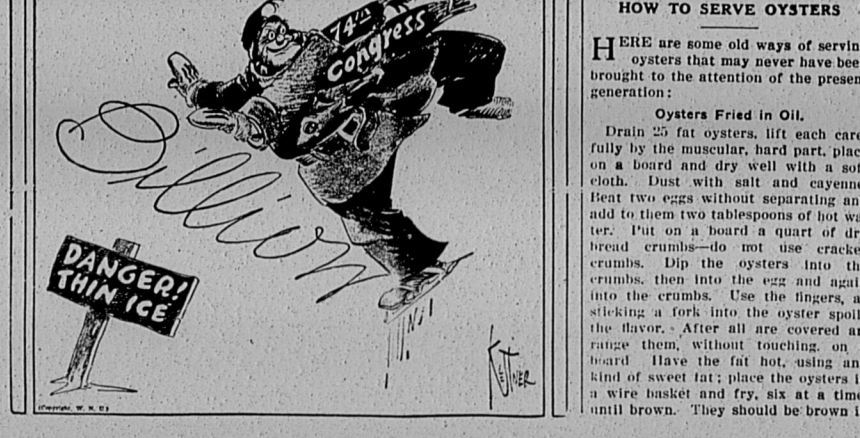 74TH
Congress
Billion
DANGER!
THIN ICE
KETTNER
(Copyright, W. N. U.)
HOW TO SERVE OYSTERS
HERE are some old ways of servin
oysters that may never have bee
brought to the attention of the presen
generation:
Oysters Fried in Oil.
Drain 25 fat oysters, lift each care
fully by the muscular, hard part, plac
on a board and dry well with a sof
cloth. Dust with salt and cayenn
Beat two eggs without separating an
add to them two tablespoons of hot wa
ter. Put on a board a quart of dr
bread crumbs—do not use cracke
crumbs. Dip the oysters into th
crumbs, then into the egg and agai
into the crumbs. Use the fingers, a
sticking a fork into the oyster spoil
the flavor. After all are covered ar
range them, without touching, on
board Have the fat hot, using an
kind of sweet fat; place the oysters i
a wire basket and fry, six at a time
until brown. They should be brown i